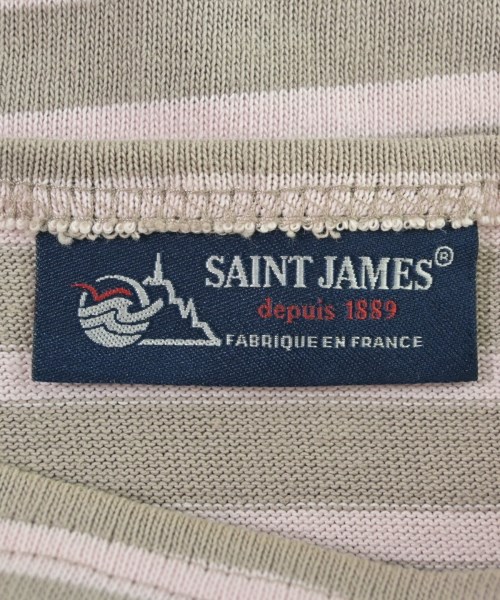 SAINT JAMES®
depuis 1889
FABRIQUE EN FRANCE